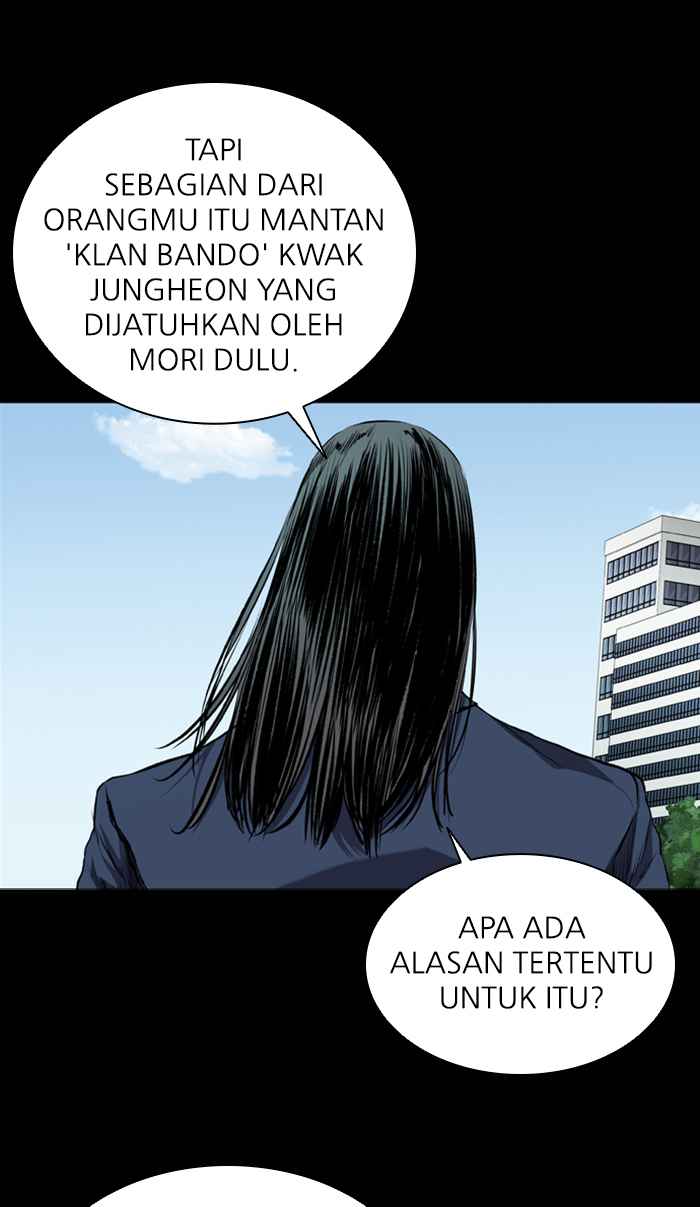 TAPI
SEBAGIAN DARI
ORANGMU ITU MANTAN
'KLAN BANDO' KWAK
JUNGHEON YANG
DIJATUHKAN OLEH
MORI DULU.
APA ADA
ALASAN TERTENTU
UNTUK ITU?